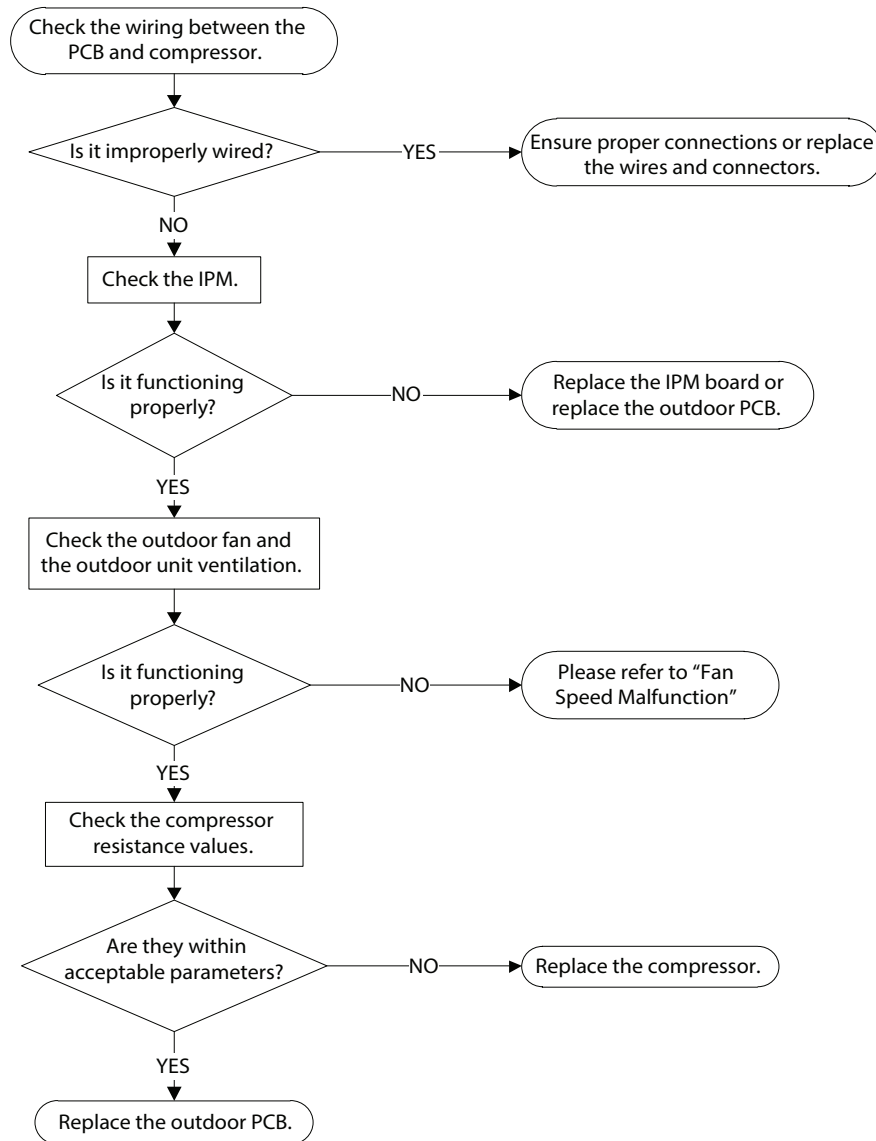 Check the wiring between the
PCB and compressor.
Is it improperly wired?
YES
Ensure proper connections or replace
the wires and connectors.
NO
Check the IPM.
Is it functioning
properly?
NO
Replace the IPM board or
replace the outdoor PCB.
YES
Check the outdoor fan and
the outdoor unit ventilation.
Is it functioning
properly?
NO
Please refer to “Fan
Speed Malfunction”
YES
Check the compressor
resistance values.
Are they within
acceptable parameters?
NO
Replace the compressor.
YES
Replace the outdoor PCB.